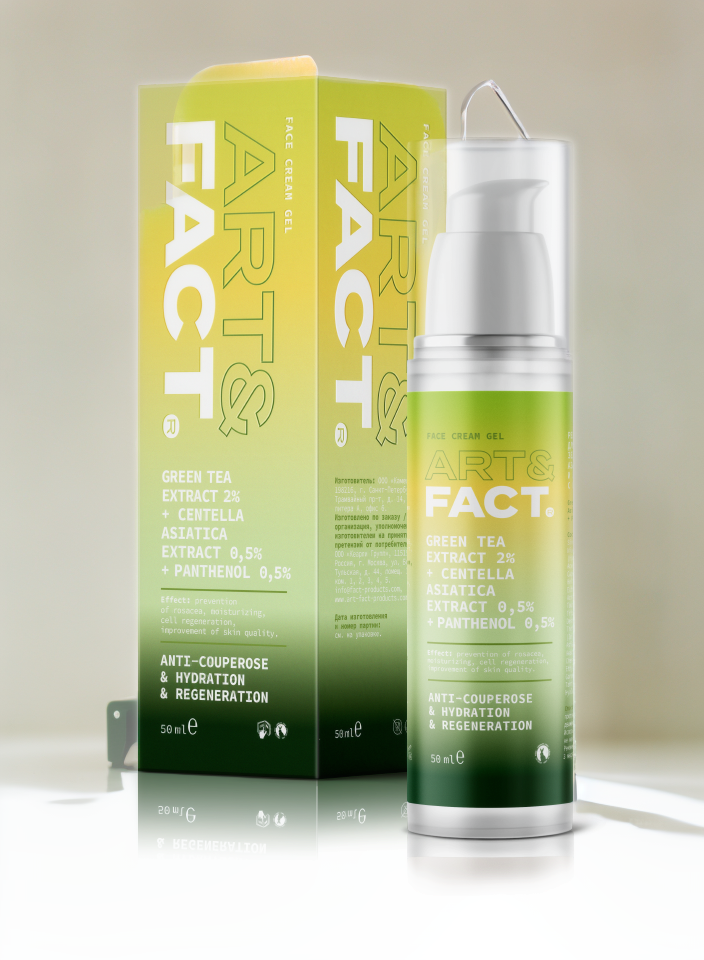 ART&
FACT®
FACE CREAM GEL
GREEN TEA
EXTRACT 2%
+ CENTELLA
ASIATICA
EXTRACT 0,5%
+ PANTHENOL 0,5%
Effects prevention
of rosacea, moisturizing,
cell regeneration,
improvement of skin quality.
ANTI-COUPEROSE
& HYDRATION
& REGENERATION
50 ml e
ART&
FACT®
FACE CREAM GEL
Изготовитель: ООО
Изготовлено по заказу /
организация,
Дата изготовления
и номер партии:
см. на упаковке.
50 ml e
FACE CREAM GEL
ART&
FACT®
GREEN TEA
EXTRACT 2%
+ CENTELLA
ASIATICA
EXTRACT 0,5%
+ PANTHENOL 0,5%
Effects prevention of rosacea,
moisturizing, cell regeneration,
improvement of skin quality.
ANTI-COUPEROSE
& HYDRATION
& REGENERATION
50 ml e